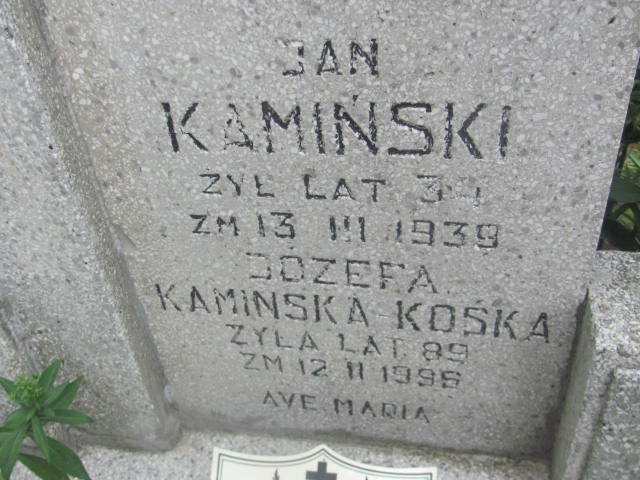 JAN
KAMIŃSKI
ŻYŁ LAT 34
ZM 13 III 1939
JÓZEFA
KAMIŃSKA-KOŚKA
ŻYŁA LAT 89
ZM 12 II 1996
AVE MARIA